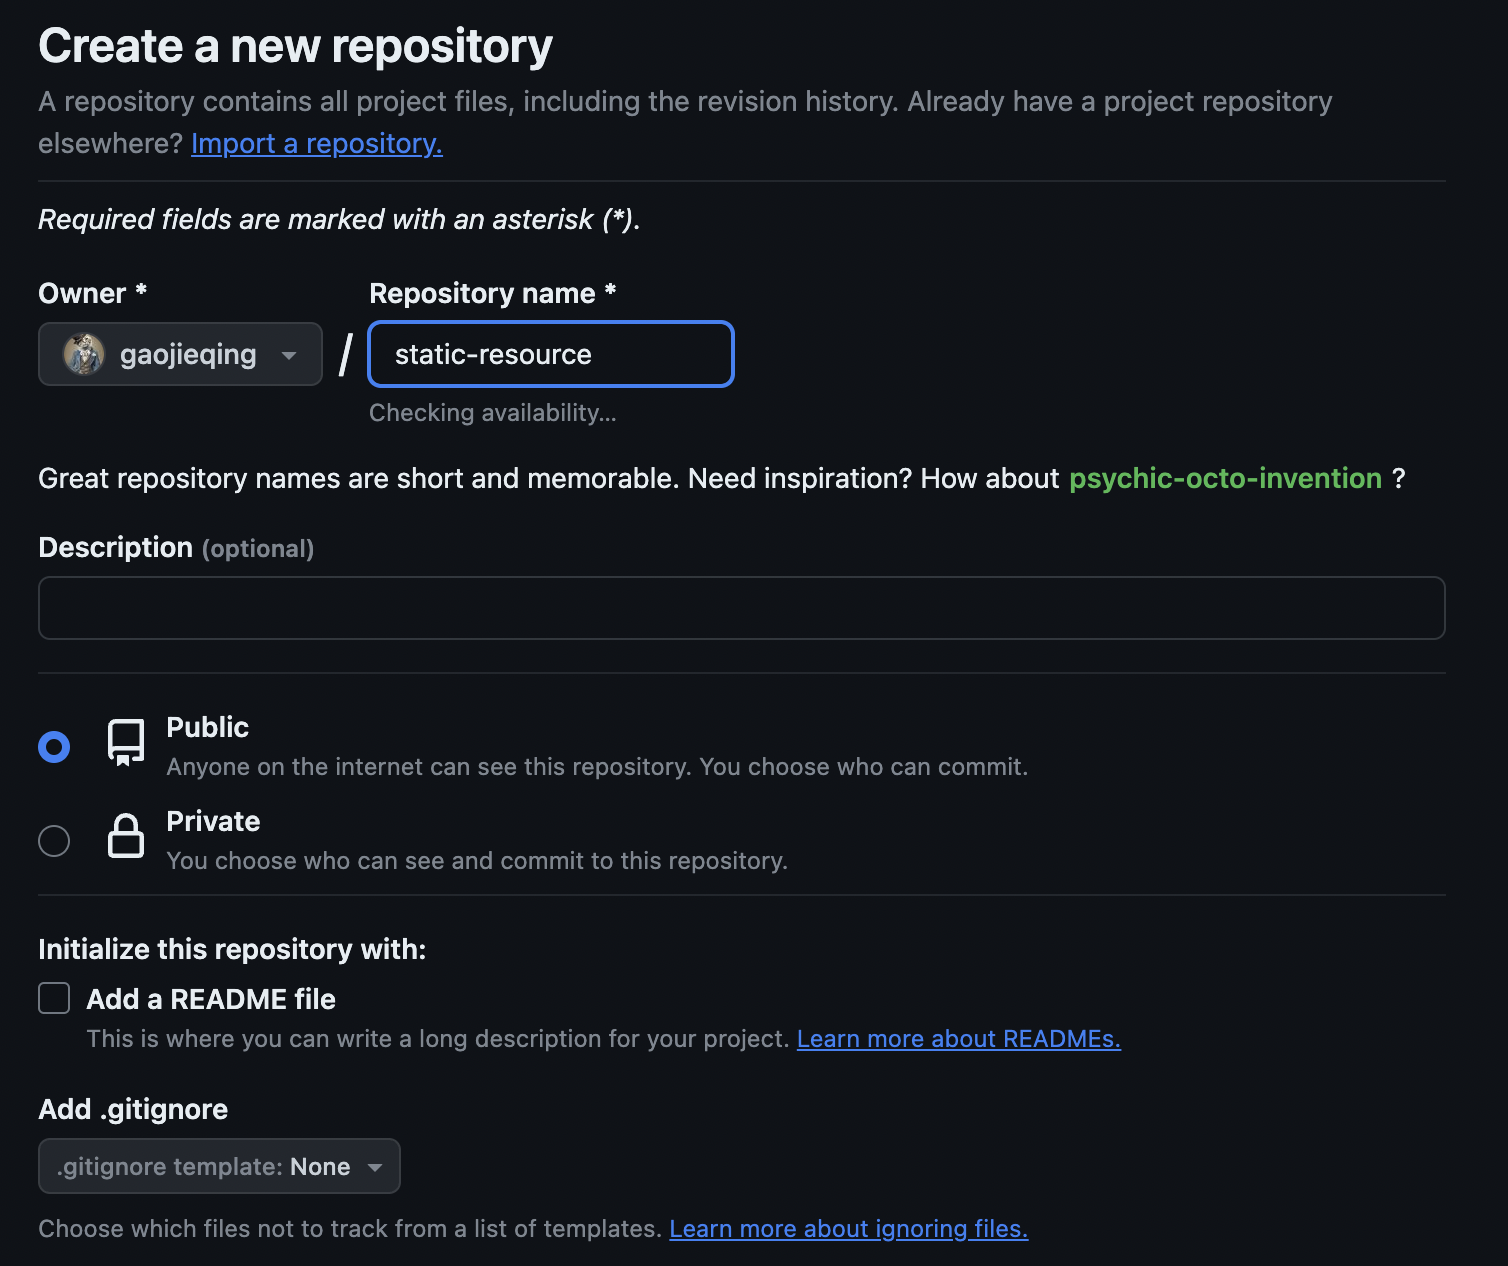 Create a new repository
A repository contains all project files, including the revision history. Already have a project repository
elsewhere? Import a repository.
Required fields are marked with an asterisk (*).
Owner * Repository name *
gaojieqing / static-resource
Checking availability...
Great repository names are short and memorable. Need inspiration? How about psychic-octo-invention ?
Description (optional)
Public
Anyone on the internet can see this repository. You choose who can commit.
Private
You choose who can see and commit to this repository.
Initialize this repository with:
Add a README file
This is where you can write a long description for your project. Learn more about READMEs.
Add .gitignore
.gitignore template: None
Choose which files not to track from a list of templates. Learn more about ignoring files.